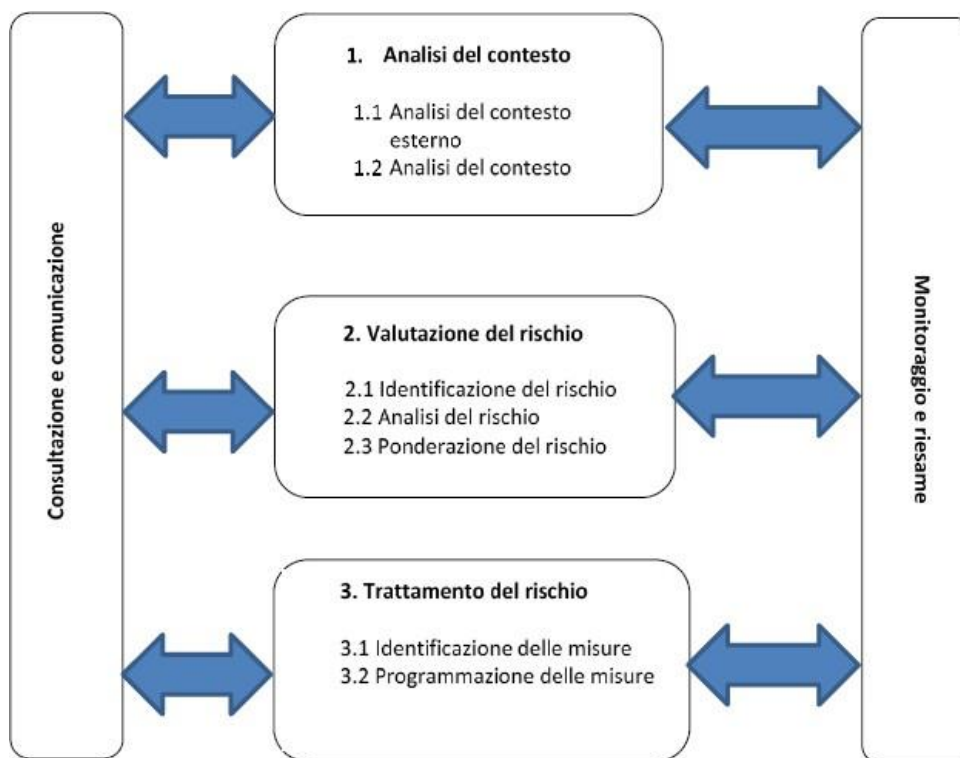 Consultazione e comunicazione
1. Analisi del contesto
1.1 Analisi del contesto
esterno
1.2 Analisi del contesto
2. Valutazione del rischio
2.1 Identificazione del rischio
2.2 Analisi del rischio
2.3 Ponderazione del rischio
3. Trattamento del rischio
3.1 Identificazione delle misure
3.2 Programmazione delle misure
Monitoraggio e riesame